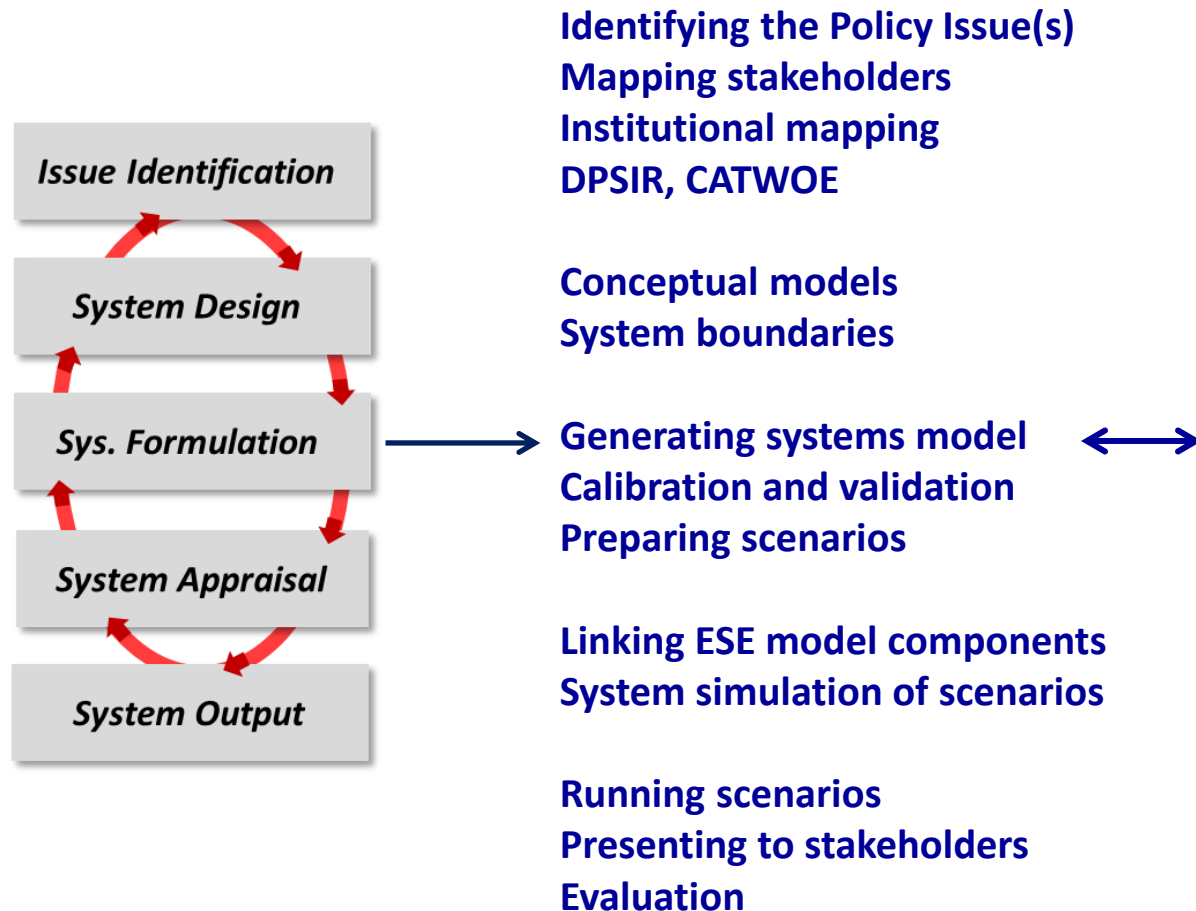 Issue Identification
System Design
Sys. Formulation
System Appraisal
System Output
Identifying the Policy Issue(s)
Mapping stakeholders
Institutional mapping
DPSIR, CATWOE
Conceptual models
System boundaries
Generating systems model
Calibration and validation
Preparing scenarios
Linking ESE model components
System simulation of scenarios
Running scenarios
Presenting to stakeholders
Evaluation